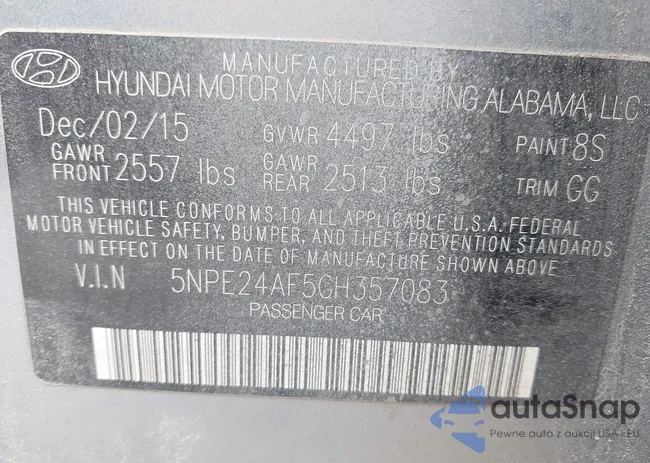 MANUFACTURED BY
HYUNDAI MOTOR MANUFACTURING ALABAMA, LLC
Dec/02/15 GVWR 4497 lbs PAINT 8S
GAWR FRONT 2557 lbs GAWR REAR 2513 lbs TRIM GG
THIS VEHICLE CONFORMS TO ALL APPLICABLE U.S.A. FEDERAL
MOTOR VEHICLE SAFETY, BUMPER, AND THEFT PREVENTION STANDARDS
IN EFFECT ON THE DATE OF MANUFACTURE SHOWN ABOVE.
V.I.N 5NPE24AF5GH357083
PASSENGER CAR
autaSnap
Pewne auta z aukcji USA i EU